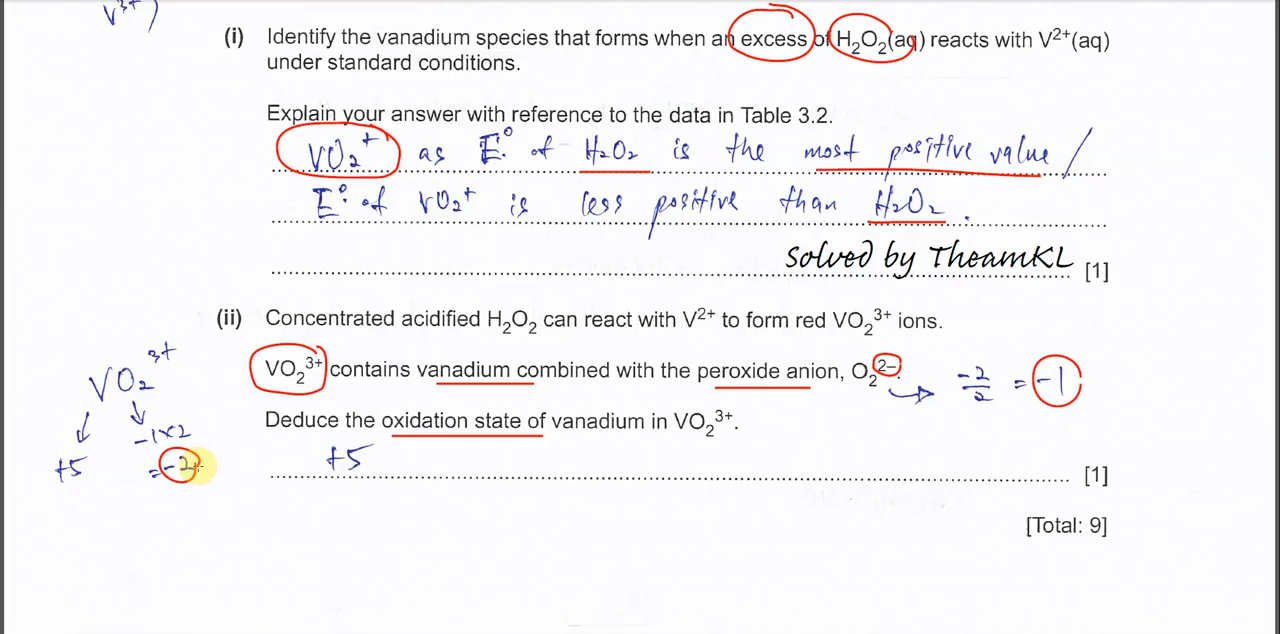 V³⁺)
(i) Identify the vanadium species that forms when an excess of H₂O₂(aq) reacts with V²⁺(aq)
under standard conditions.
Explain your answer with reference to the data in Table 3.2.
VO₂⁺ as E° of H₂O₂ is the most positive value /
E° of VO₂⁺ is less positive than H₂O₂.
Solved by TheamKL [1]
(ii) Concentrated acidified H₂O₂ can react with V²⁺ to form red VO₂³⁺ ions.
VO₂³⁺ contains vanadium combined with the peroxide anion, O₂²⁻. → -2/2 = -1
Deduce the oxidation state of vanadium in VO₂³⁺.
+5 [1]
VO₂³⁺
-1×2
+5 = -2
[Total: 9]